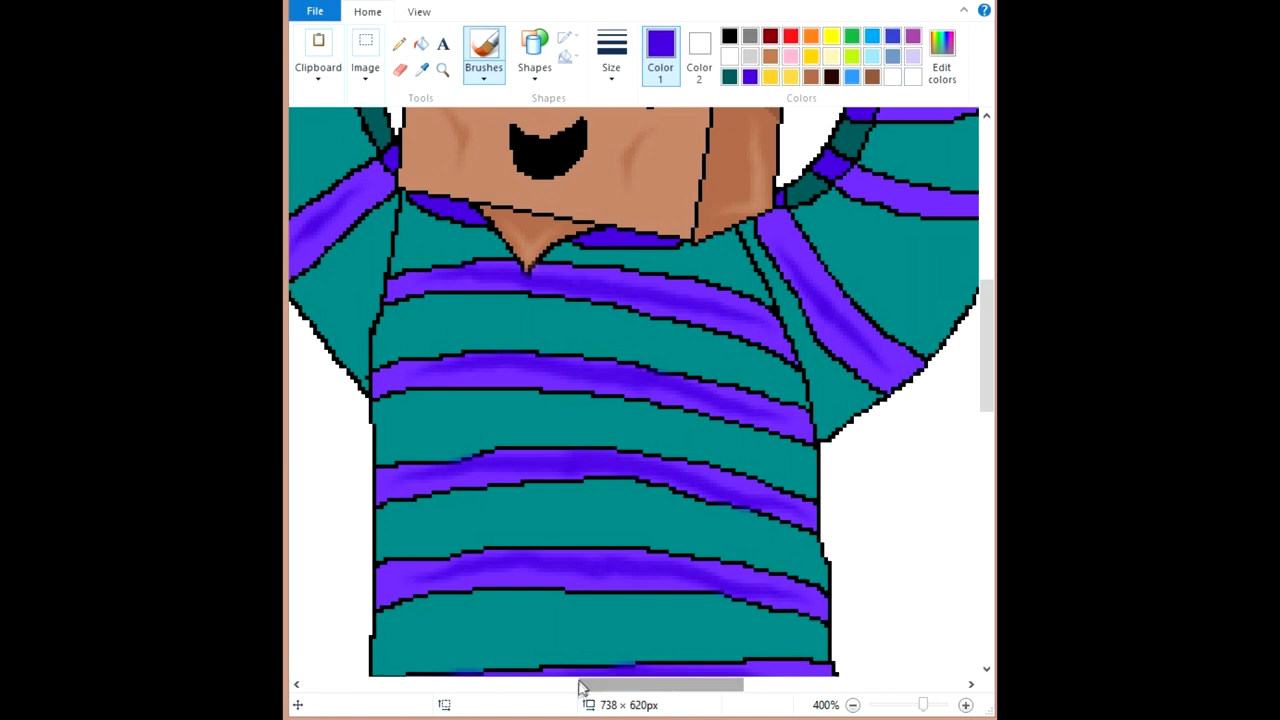 File Home View
Clipboard Image Tools Brushes Shapes Shapes Size Color 1 Color 2 Edit colors Colors
A
738 × 620px 400%